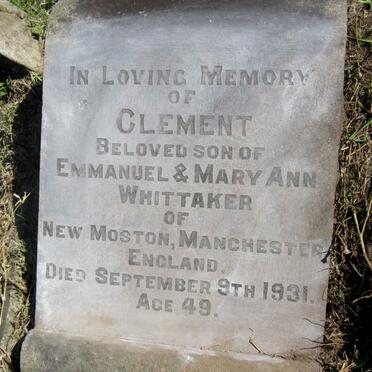 In Loving Memory
of
Clement
Beloved son of
Emmanuel & Mary Ann
Whittaker
of
New Moston, Manchester
England.
Died September 9th 1931.
Age 49.